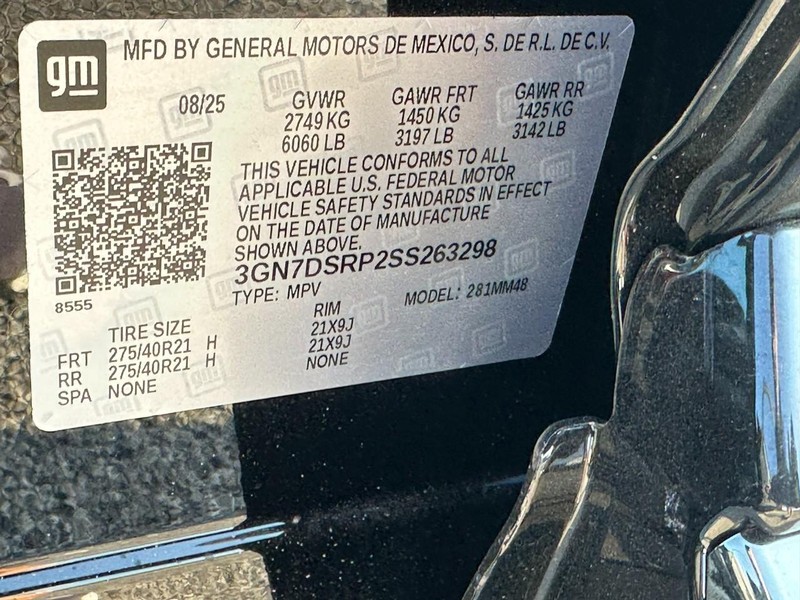 gm
MFD BY GENERAL MOTORS DE MEXICO, S. DE R.L. DE C.V.
08/25 GVWR GAWR FRT GAWR RR
2749 KG 1450 KG 1425 KG
6060 LB 3197 LB 3142 LB
THIS VEHICLE CONFORMS TO ALL
APPLICABLE U.S. FEDERAL MOTOR
VEHICLE SAFETY STANDARDS IN EFFECT
ON THE DATE OF MANUFACTURE
SHOWN ABOVE.
3GN7DSRP2SS263298
8555 TYPE: MPV MODEL: 281MM48
TIRE SIZE RIM
FRT 275/40R21 H 21X9J
RR 275/40R21 H 21X9J
SPA NONE NONE